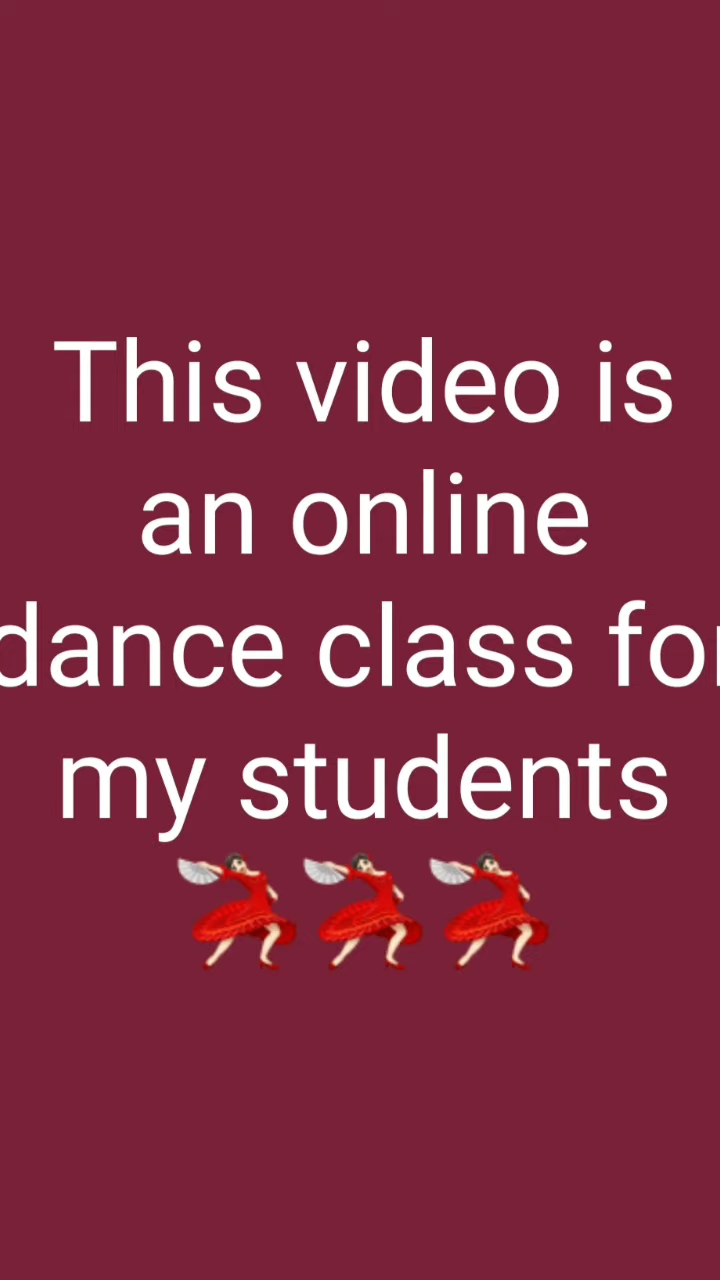 This video is
an online
dance class for
my students
💃💃💃